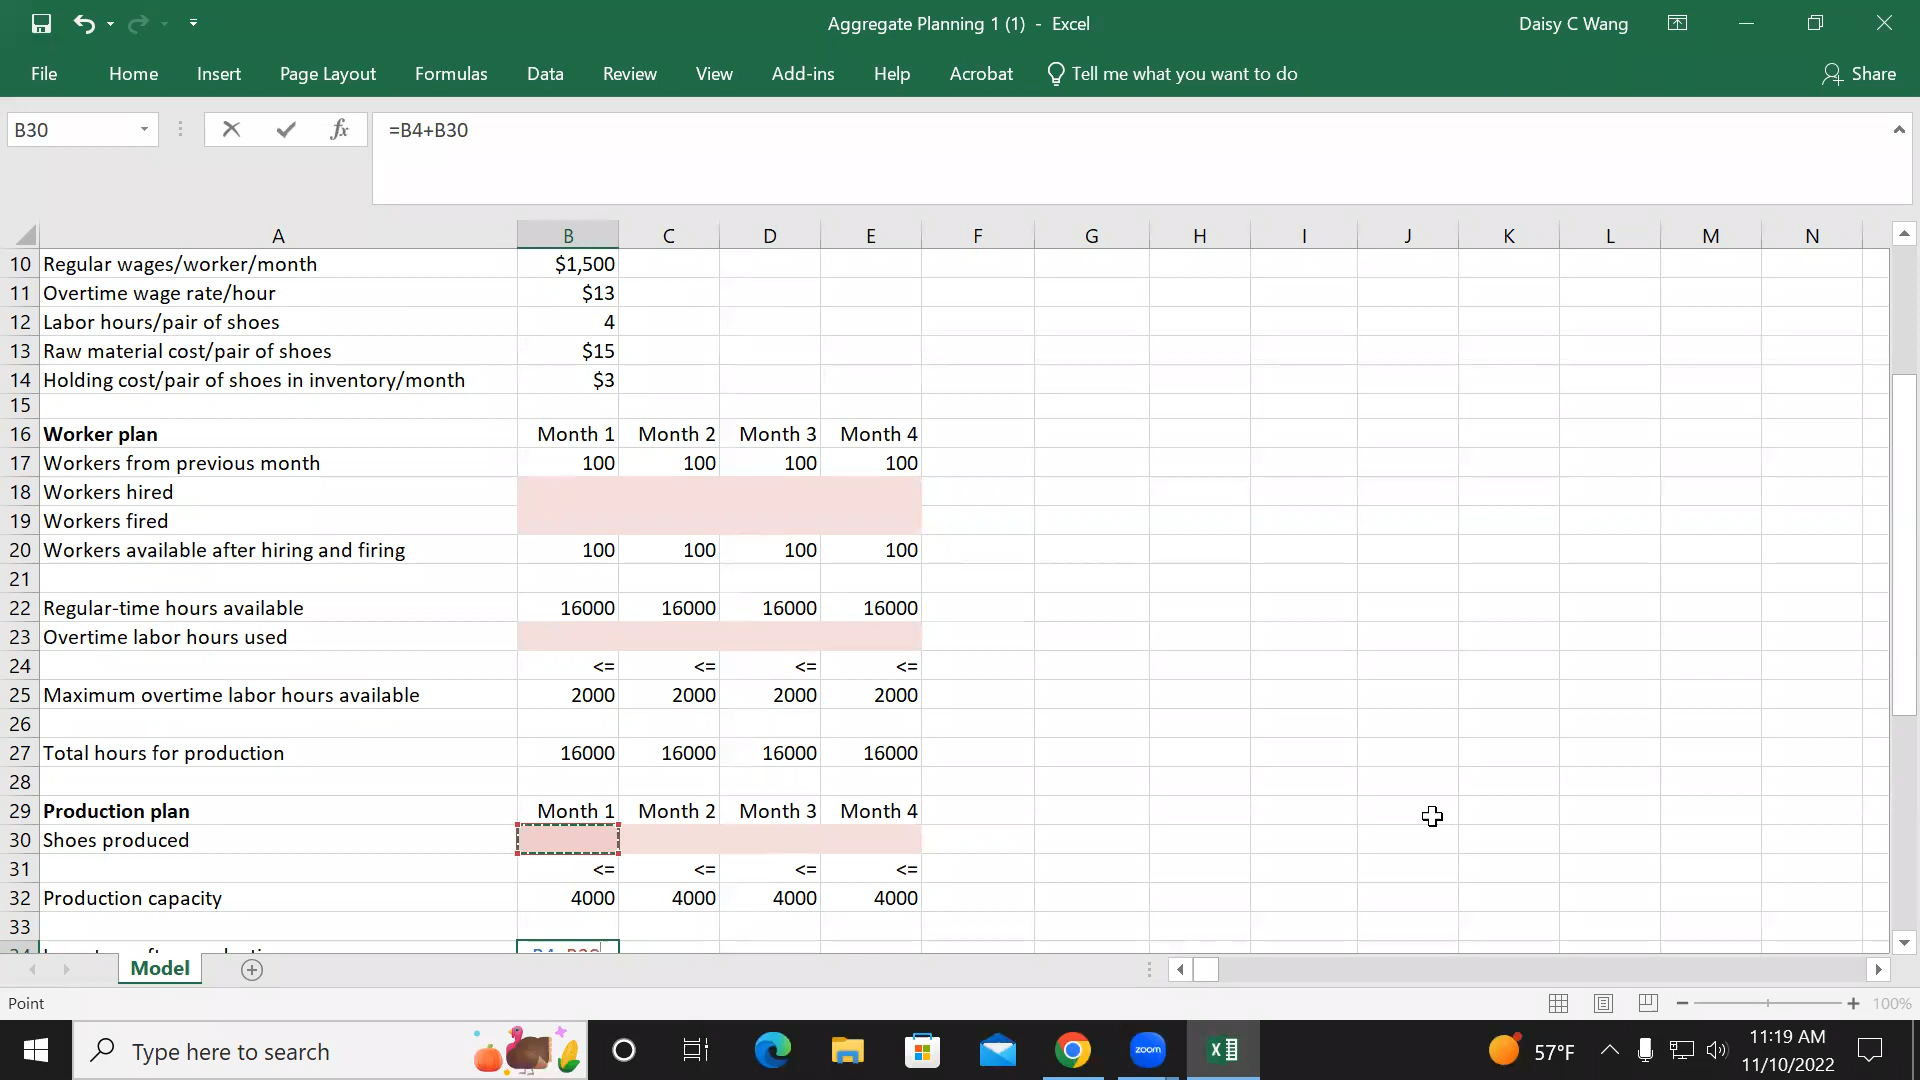 Aggregate Planning 1 (1) - Excel
Daisy C Wang
File Home Insert Page Layout Formulas Data Review View Add-ins Help Acrobat Tell me what you want to do Share
B30 fx =B4+B30
A B C D E F G H I J K L M N
10 Regular wages/worker/month $1,500
11 Overtime wage rate/hour $13
12 Labor hours/pair of shoes 4
13 Raw material cost/pair of shoes $15
14 Holding cost/pair of shoes in inventory/month $3
15
16 Worker plan Month 1 Month 2 Month 3 Month 4
17 Workers from previous month 100 100 100 100
18 Workers hired
19 Workers fired
20 Workers available after hiring and firing 100 100 100 100
21
22 Regular-time hours available 16000 16000 16000 16000
23 Overtime labor hours used
24 <= <= <= <=
25 Maximum overtime labor hours available 2000 2000 2000 2000
26
27 Total hours for production 16000 16000 16000 16000
28
29 Production plan Month 1 Month 2 Month 3 Month 4
30 Shoes produced
31 <= <= <= <=
32 Production capacity 4000 4000 4000 4000
33
Model
Point 100%
Type here to search
zoom
57°F
11:19 AM
11/10/2022